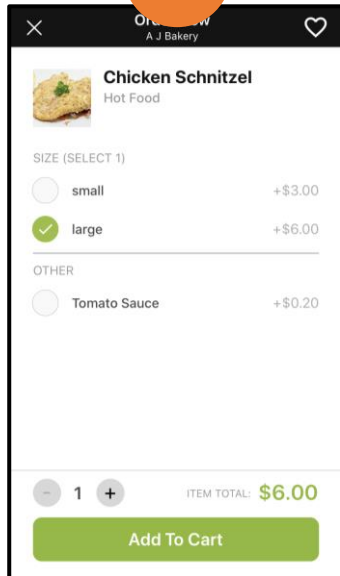 A J Bakery
Chicken Schnitzel
Hot Food
SIZE (SELECT 1)
small +$3.00
large +$6.00
OTHER
Tomato Sauce +$0.20
- 1 + ITEM TOTAL: $6.00
Add To Cart